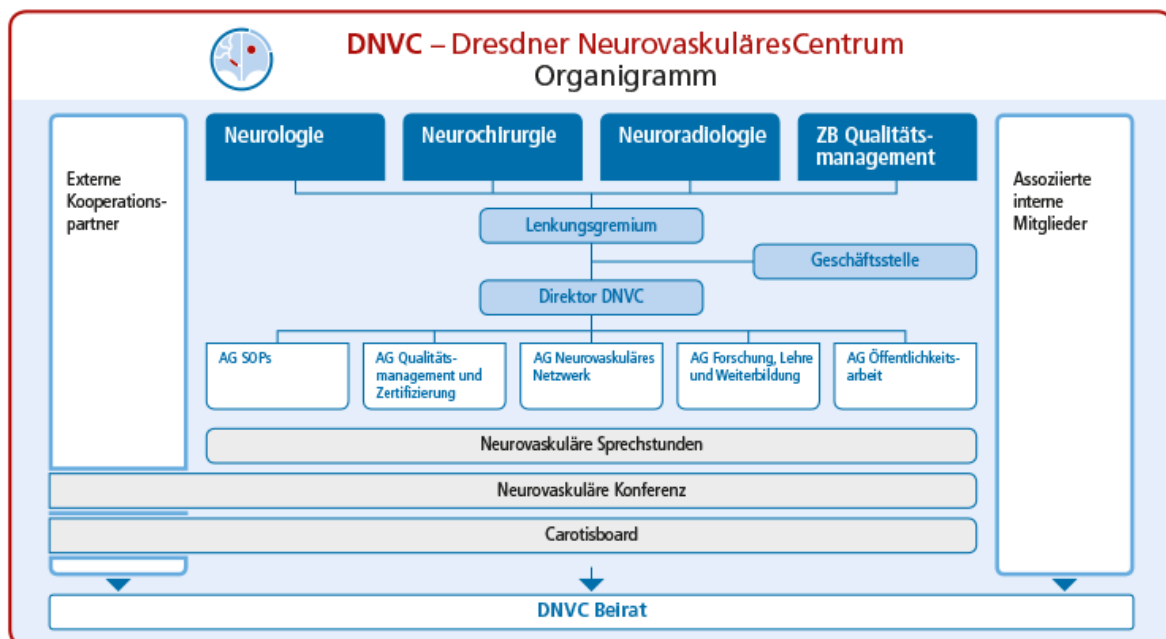 DNVC – Dresdner NeurovaskuläresCentrum
Organigramm
Externe
Kooperations-
partner
Neurologie
Neurochirurgie
Neuroradiologie
ZB Qualitäts-
management
Assoziierte
interne
Mitglieder
Lenkungsgremium
Geschäftsstelle
Direktor DNVC
AG SOPs
AG Qualitäts-
management und
Zertifizierung
AG Neurovaskuläres
Netzwerk
AG Forschung, Lehre
und Weiterbildung
AG Öffentlichkeits-
arbeit
Neurovaskuläre Sprechstunden
Neurovaskuläre Konferenz
Carotisboard
DNVC Beirat